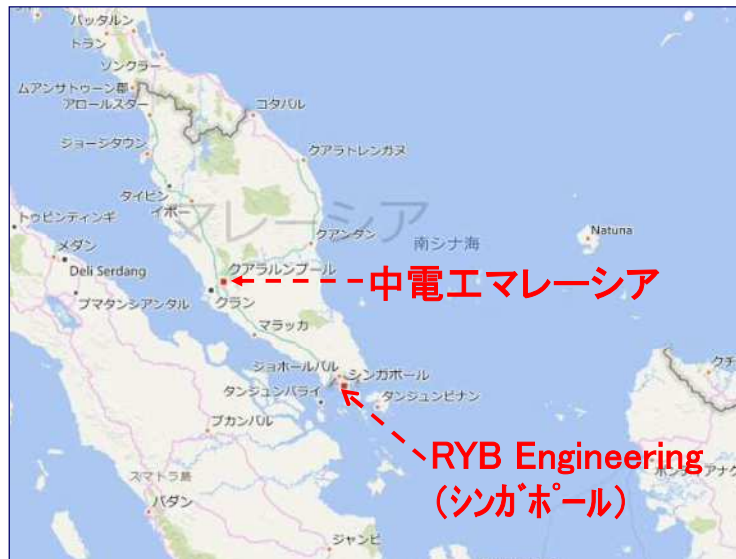 パッタルン
トラン
ソンクラー
ムアンサトゥーン郡
アロールスター
コタバル
ジョージタウン
クアラトレンガヌ
タイピン
イポー
マレーシア
トゥビンティンギ
クアンタン
Natuna
南シナ海
メダン
Deli Serdang
クアラルンプール
中電工マレーシア
クラン
プマタンシアンタル
マラッカ
ジョホールバル
シンガポール
クチ
タンジュンバライ
タンジュンピナン
プカンバル
RYB Engineering
(シンガポール)
スマトラ島
パダン
ジャンビ